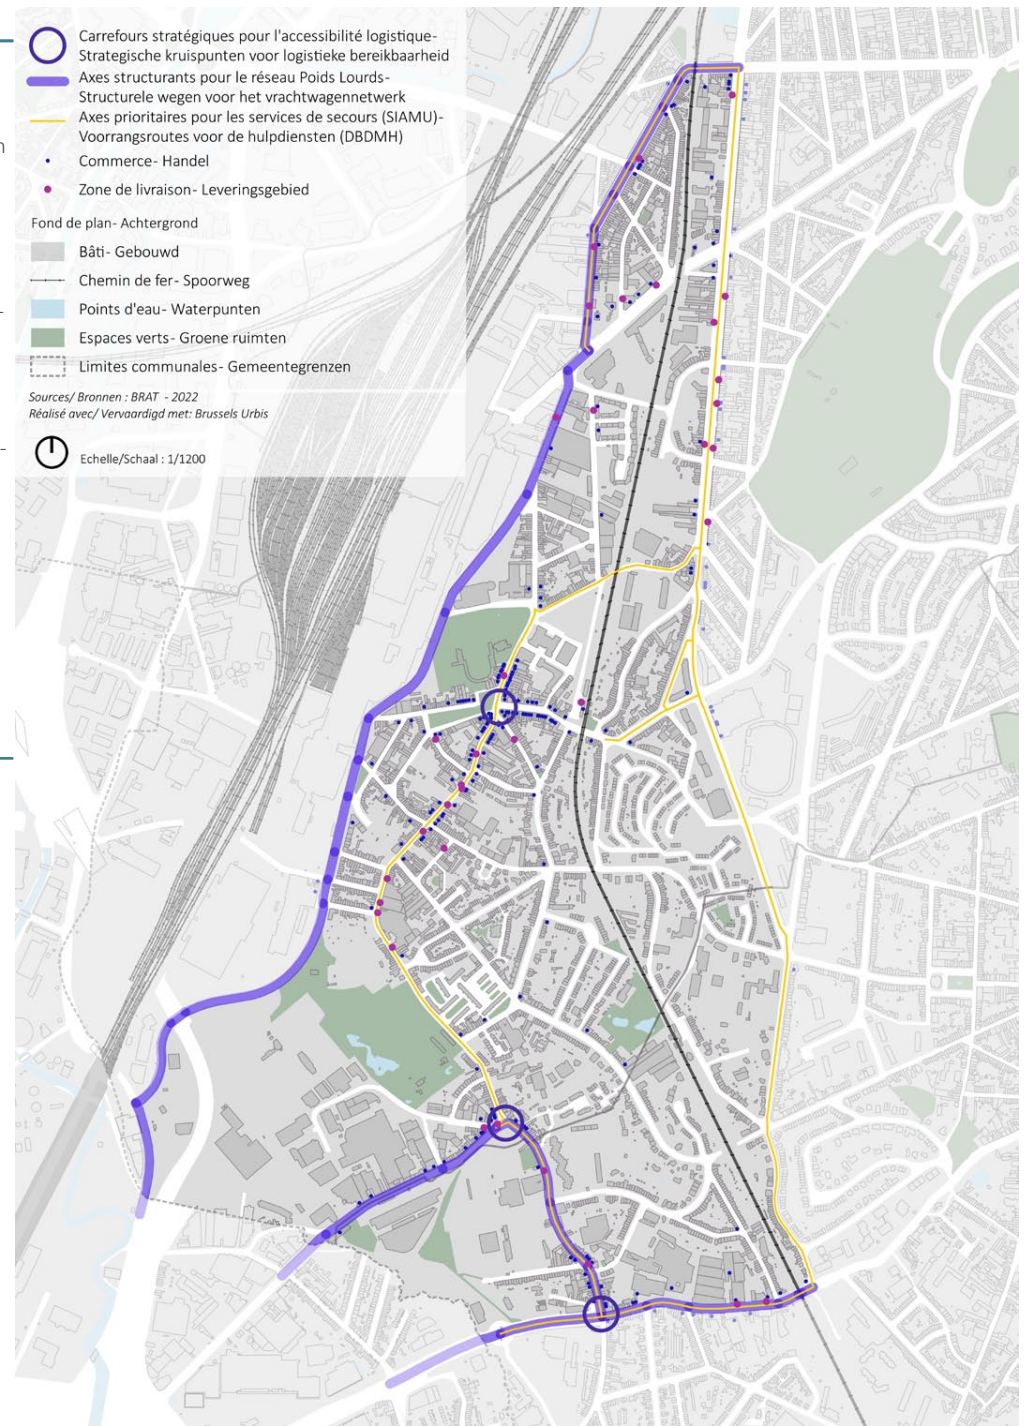 Carrefours stratégiques pour l'accessibilité logistique-
Strategische kruispunten voor logistieke bereikbaarheid
Axes structurants pour le réseau Poids Lourds-
Structurele wegen voor het vrachtwagennetwerk
Axes prioritaires pour les services de secours (SIAMU)-
Voorrangsroutes voor de hulpdiensten (DBDMH)
Commerce- Handel
Zone de livraison- Leveringsgebied
Fond de plan- Achtergrond
Bâti- Gebouwd
Chemin de fer- Spoorweg
Points d'eau- Waterpunten
Espaces verts- Groene ruimten
Limites communales- Gemeentegrenzen
Sources/ Bronnen : BRAT - 2022
Réalisé avec/ Vervaardigd met: Brussels Urbis
Echelle/Schaal : 1/1200